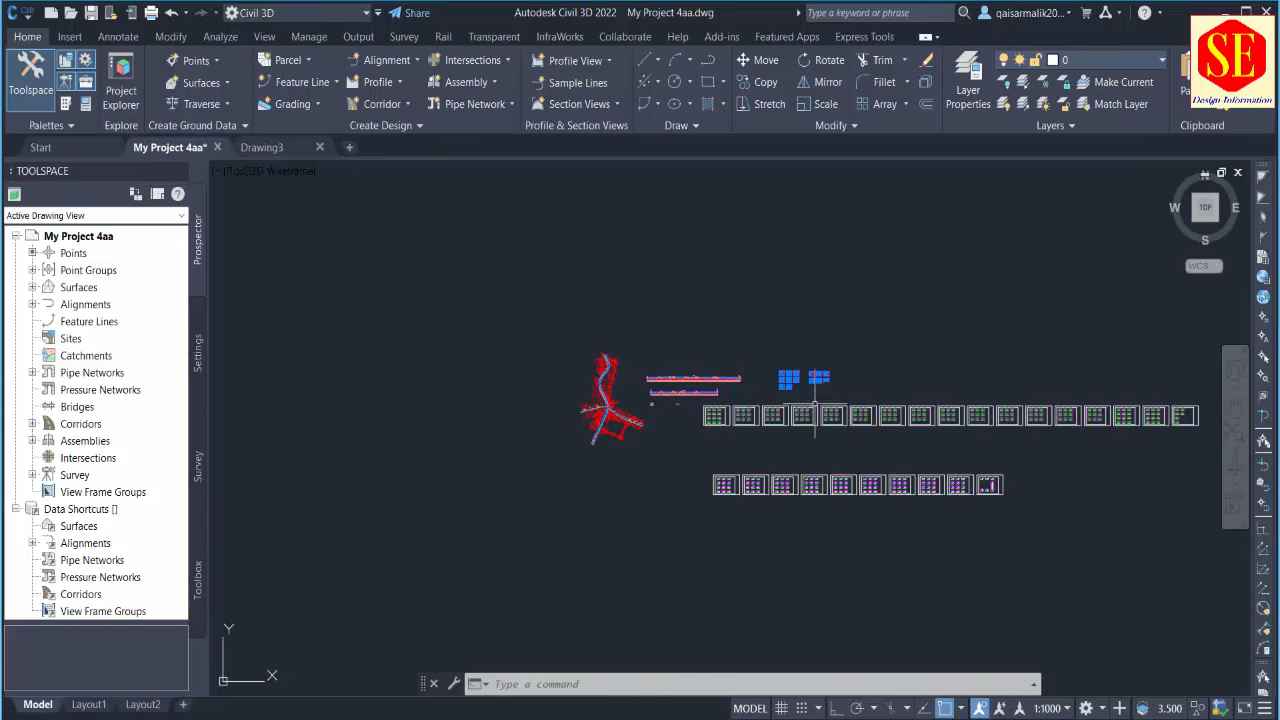 C3D Civil 3D Share Autodesk Civil 3D 2022 My Project 4aa.dwg Type a keyword or phrase qaisarmalik20...
Home Insert Annotate Modify Analyze View Manage Output Survey Rail InfraWorks Collaborate Help Add-ins Featured Apps Express Tools
Toolspace
Palettes
Project Explorer
Explore
Points
Surfaces
Traverse
Create Ground Data
Parcel Alignment Intersections
Feature Line Profile Assembly
Grading Corridor Pipe Network
Create Design
Profile View
Sample Lines
Section Views
Profile & Section Views
Draw
Move Rotate Trim
Copy Mirror Fillet
Stretch Scale Array
Modify
Layer Properties
0
Make Current
Match Layer
Layers
Clipboard
SE
Design Information
Start My Project 4aa* Drawing3
TOOLSPACE
Active Drawing View
My Project 4aa
Points
Point Groups
Surfaces
Alignments
Feature Lines
Sites
Catchments
Pipe Networks
Pressure Networks
Bridges
Corridors
Assemblies
Intersections
Survey
View Frame Groups
Data Shortcuts []
Surfaces
Alignments
Pipe Networks
Pressure Networks
Corridors
View Frame Groups
Prospector
Settings
Survey
Toolbox
[−][Top][2D Wireframe]
N
W TOP E
S
WCS
Y
X
Type a command
Model Layout1 Layout2
MODEL 1:1000 3.500